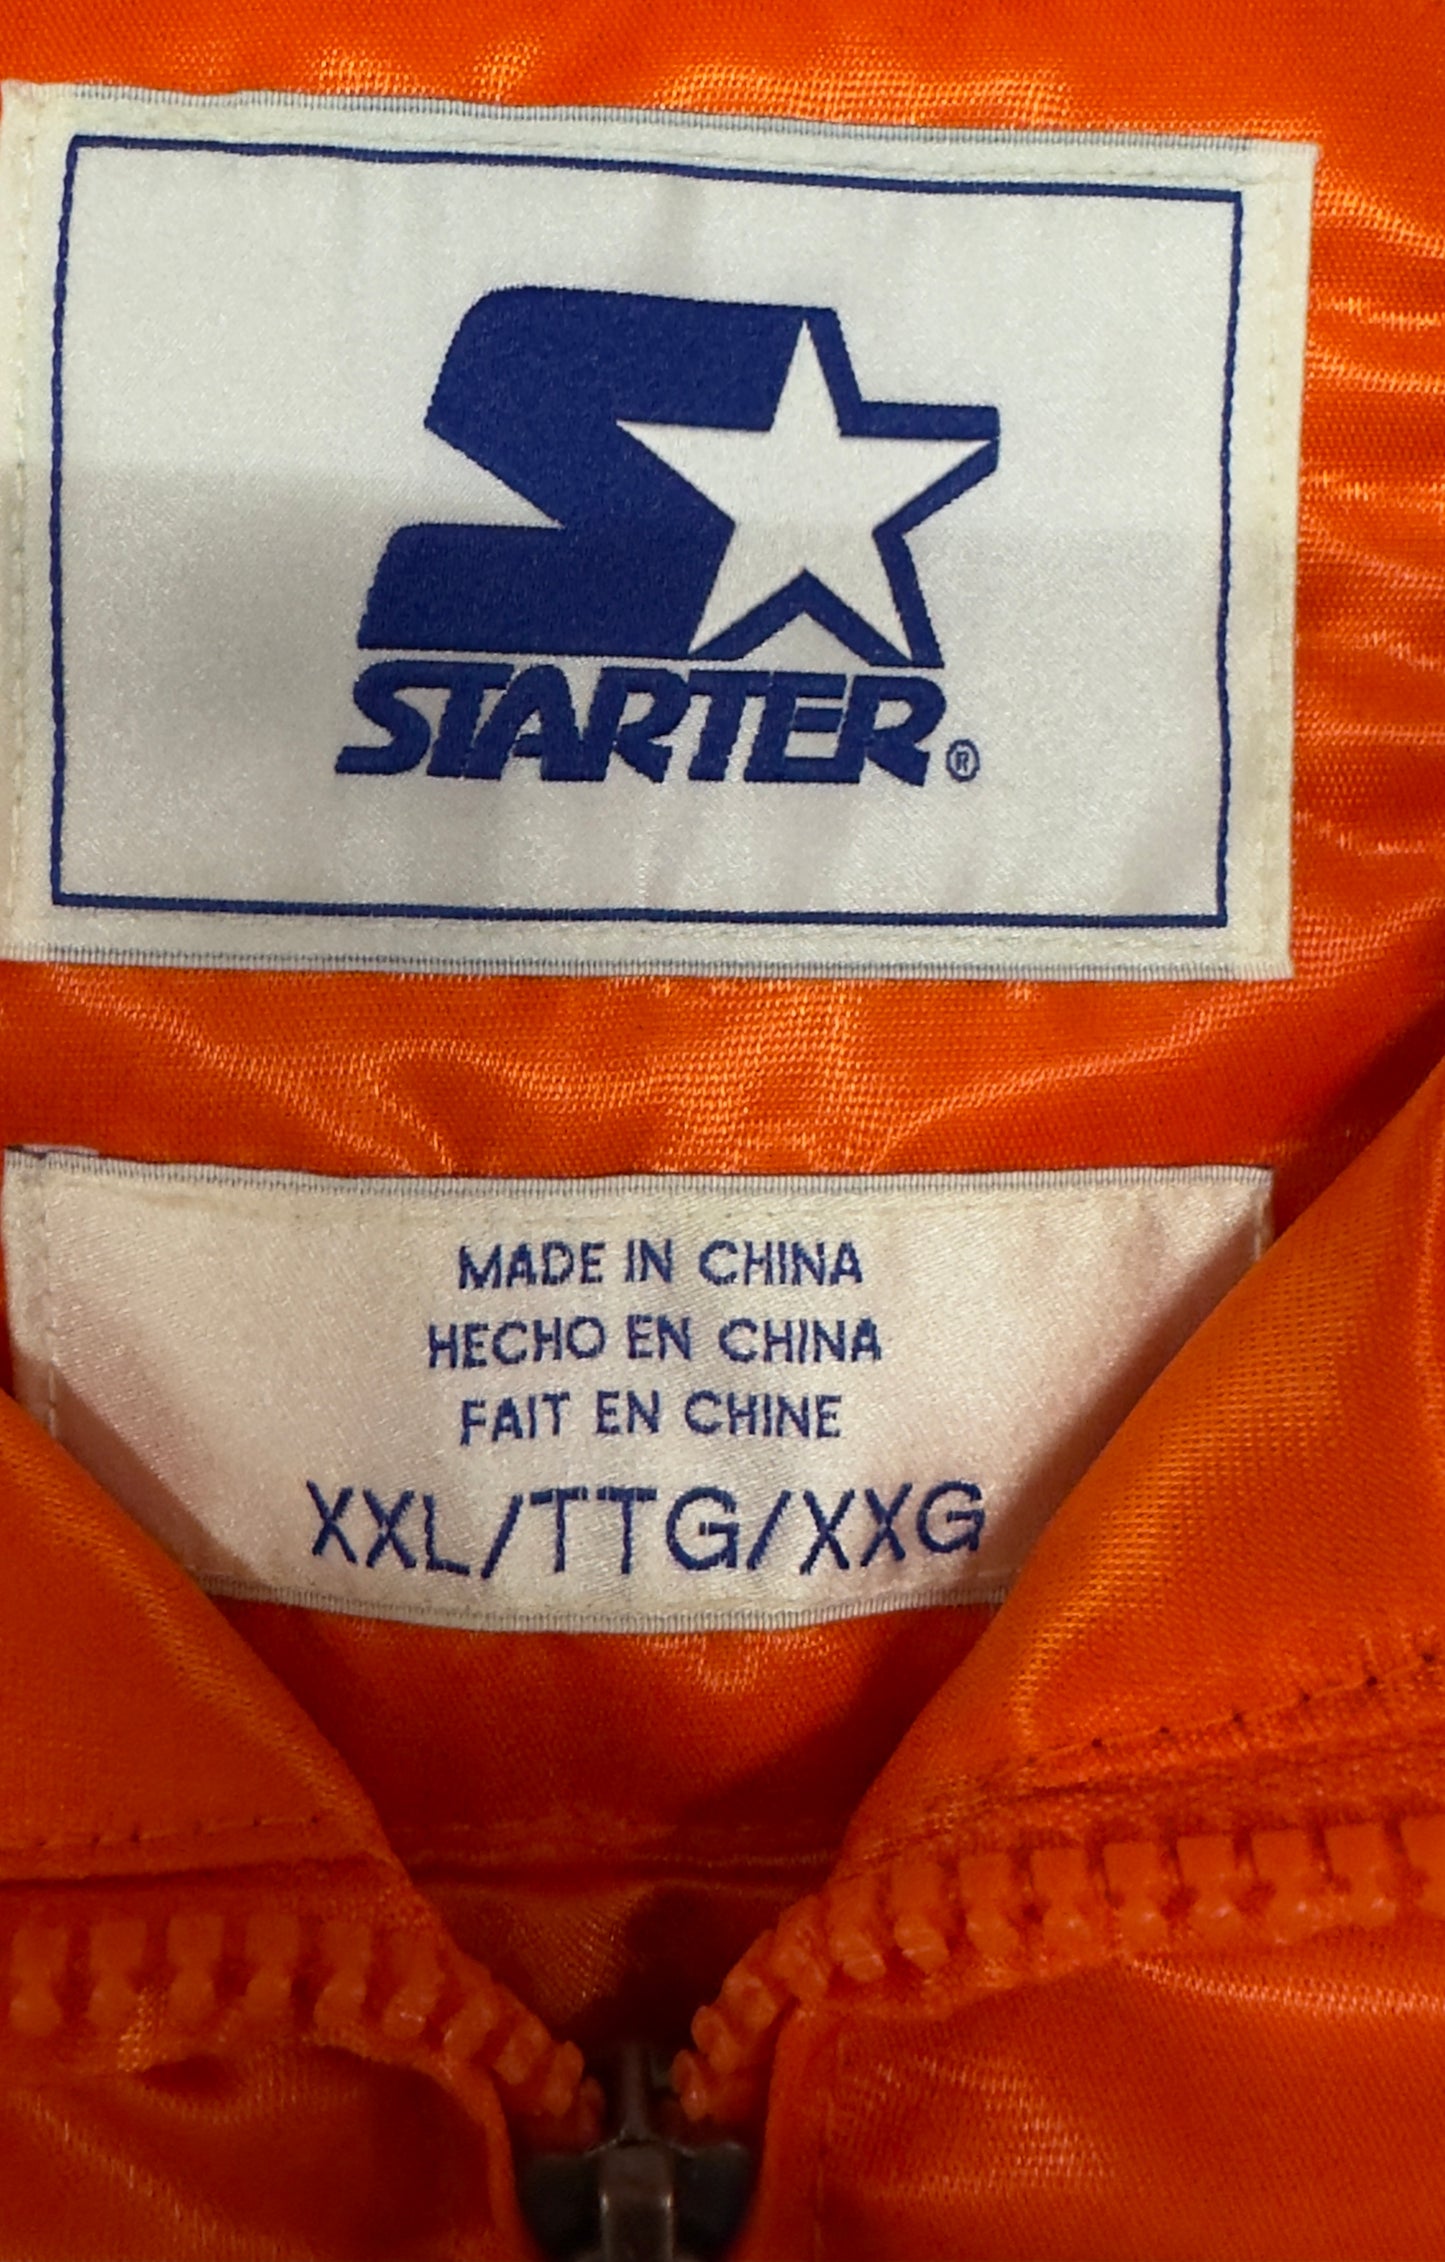 STARTER®
MADE IN CHINA
HECHO EN CHINA
FAIT EN CHINE
XXL/TTG/XXG